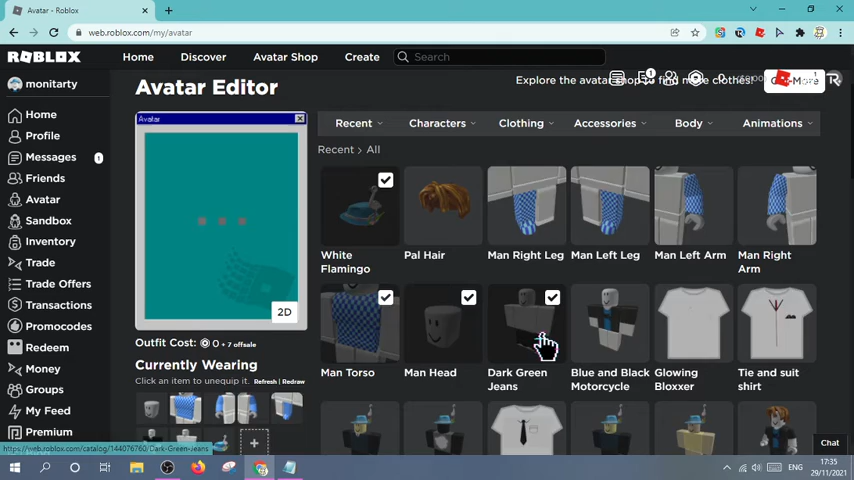 Avatar - Roblox
web.roblox.com/my/avatar
ROBLOX
Home
Discover
Avatar Shop
Create
Search
monitarty
Avatar Editor
Explore the avatar shop to find more clothes!
Home
Profile
Messages
1
Friends
Avatar
Sandbox
Inventory
Trade
Trade Offers
Transactions
Promocodes
Redeem
Money
Groups
My Feed
Premium
Avatar
2D
Outfit Cost: 0 + 7 offsale
Currently Wearing
Click an item to unequip it. Refresh | Redraw
Recent
Characters
Clothing
Accessories
Body
Animations
Recent > All
White Flamingo
Pal Hair
Man Right Leg
Man Left Leg
Man Left Arm
Man Right Arm
Man Torso
Man Head
Dark Green Jeans
Blue and Black Motorcycle
Glowing Bloxxer
Tie and suit shirt
Chat
https://web.roblox.com/catalog/144076760/Dark-Green-Jeans
ENG
17:35
29/11/2021